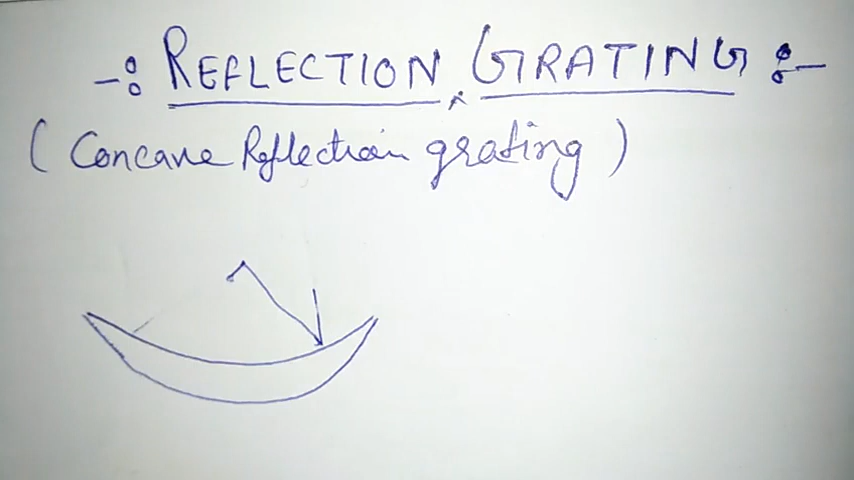 -: REFLECTION GRATING :-
( Concave Reflection grating )